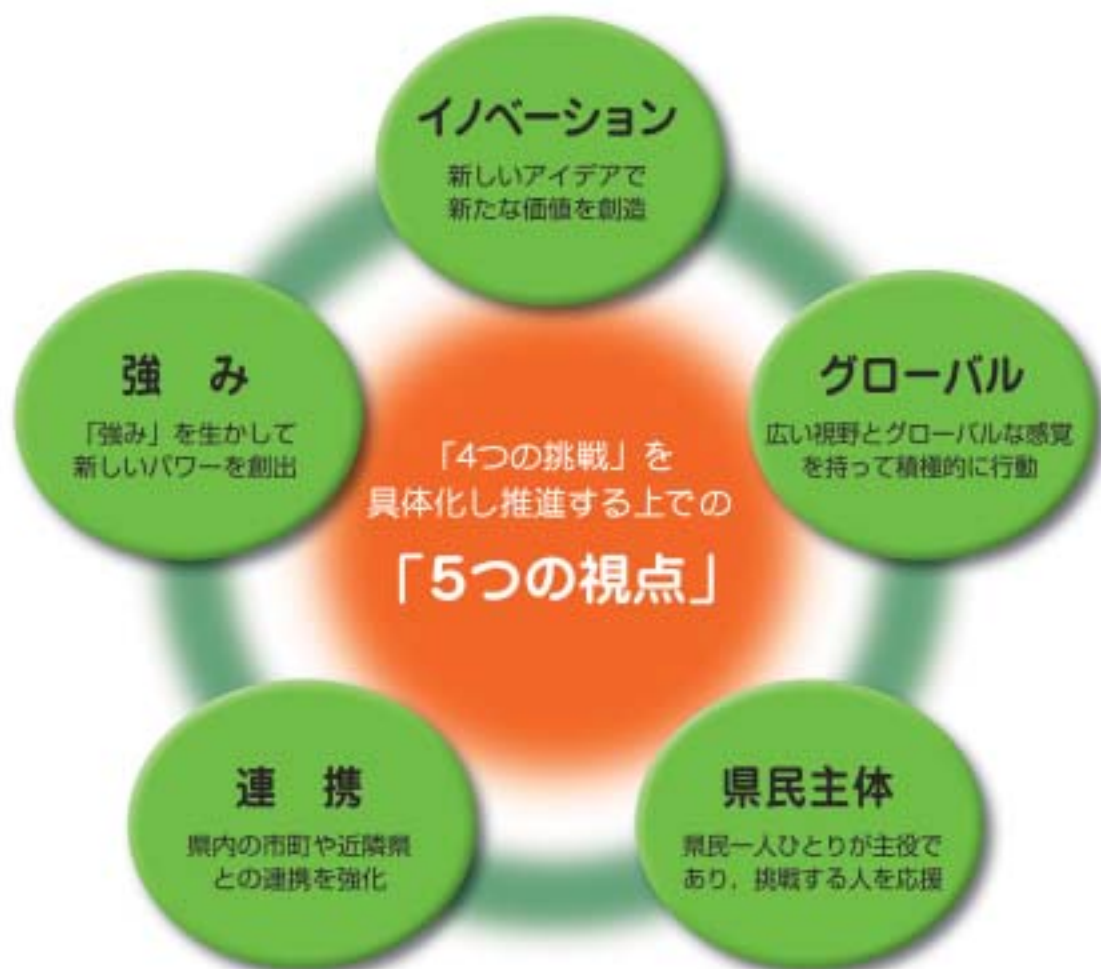 イノベーション
新しいアイデアで
新たな価値を創造
強 み
「強み」を生かして
新しいパワーを創出
グローバル
広い視野とグローバルな感覚
を持って積極的に行動
「4つの挑戦」を
具体化し推進する上での
「5つの視点」
連 携
県内の市町や近隣県
との連携を強化
県民主体
県民一人ひとりが主役で
あり，挑戦する人を応援